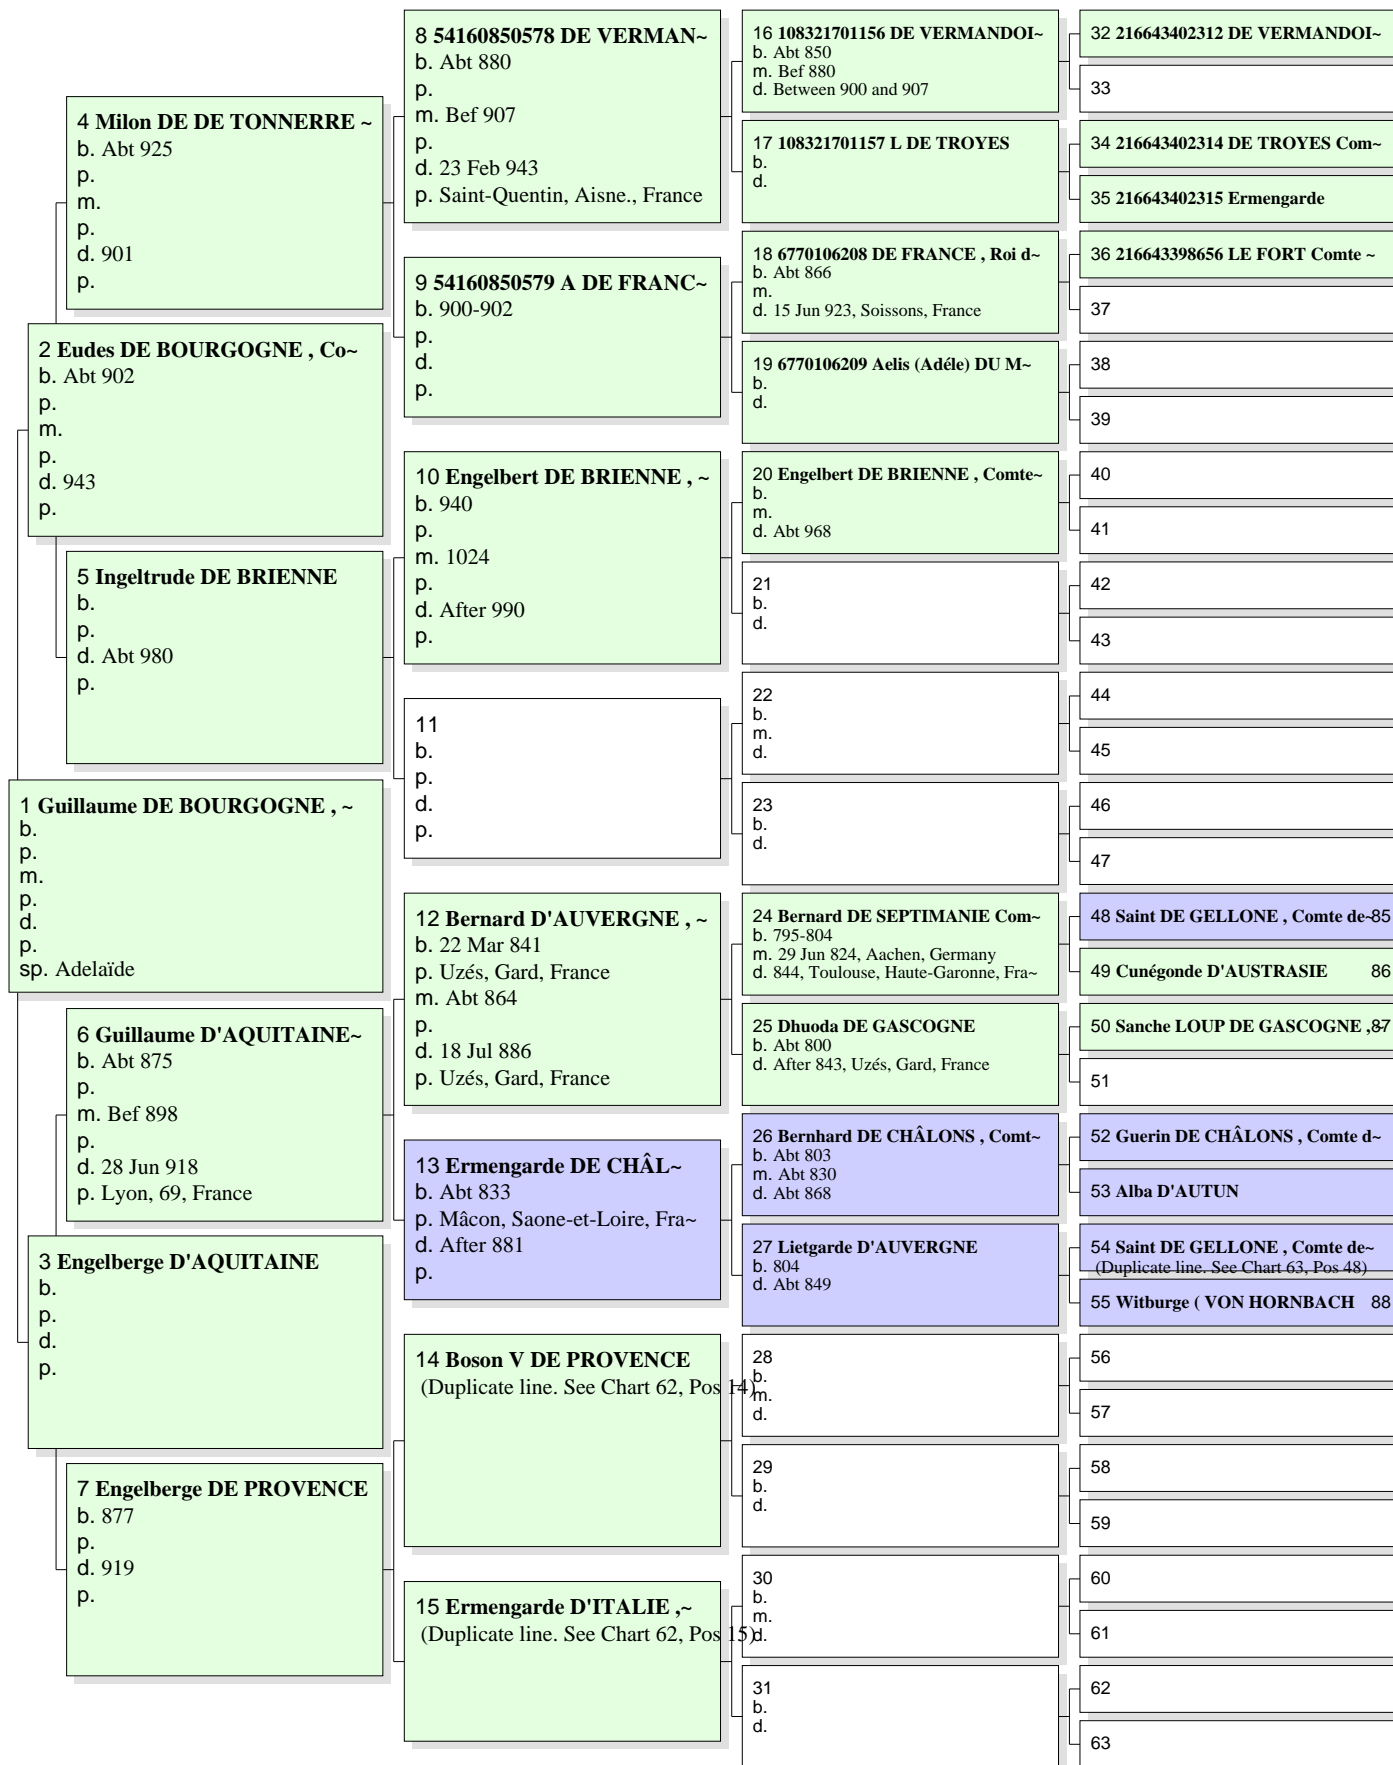 1 Guillaume DE BOURGOGNE , ~
b.
p.
m.
p.
d.
p.
sp. Adelaïde
2 Eudes DE BOURGOGNE , Co~
b. Abt 902
p.
m.
p.
d. 943
p.
3 Engelberge D'AQUITAINE
b.
p.
d.
p.
4 Milon DE DE TONNERRE ~
b. Abt 925
p.
m.
p.
d. 901
p.
5 Ingeltrude DE BRIENNE
b.
p.
d. Abt 980
p.
6 Guillaume D'AQUITAINE~
b. Abt 875
p.
m. Bef 898
p.
d. 28 Jun 918
p. Lyon, 69, France
7 Engelberge DE PROVENCE
b. 877
p.
d. 919
p.
8 54160850578 DE VERMAN~
b. Abt 880
p.
m. Bef 907
p.
d. 23 Feb 943
p. Saint-Quentin, Aisne., France
9 54160850579 A DE FRANC~
b. 900-902
p.
d.
p.
10 Engelbert DE BRIENNE , ~
b. 940
p.
m. 1024
p.
d. After 990
p.
11
b.
p.
d.
p.
12 Bernard D'AUVERGNE , ~
b. 22 Mar 841
p. Uzés, Gard, France
m. Abt 864
p.
d. 18 Jul 886
p. Uzés, Gard, France
13 Ermengarde DE CHÂL~
b. Abt 833
p. Mâcon, Saone-et-Loire, Fra~
d. After 881
p.
14 Boson V DE PROVENCE
(Duplicate line. See Chart 62, Pos 14)
15 Ermengarde D'ITALIE ,~
(Duplicate line. See Chart 62, Pos 15)
16 108321701156 DE VERMANDOI~
b. Abt 850
m. Bef 880
d. Between 900 and 907
17 108321701157 L DE TROYES
b.
d.
18 6770106208 DE FRANCE , Roi d~
b. Abt 866
m.
d. 15 Jun 923, Soissons, France
19 6770106209 Aelis (Adéle) DU M~
b.
d.
20 Engelbert DE BRIENNE , Comte~
b.
m.
d. Abt 968
21
b.
d.
22
b.
m.
d.
23
b.
d.
24 Bernard DE SEPTIMANIE Com~
b. 795-804
m. 29 Jun 824, Aachen, Germany
d. 844, Toulouse, Haute-Garonne, Fra~
25 Dhuoda DE GASCOGNE
b. Abt 800
d. After 843, Uzés, Gard, France
26 Bernhard DE CHÂLONS , Comt~
b. Abt 803
m. Abt 830
d. Abt 868
27 Lietgarde D'AUVERGNE
b. 804
d. Abt 849
28
b.
m.
d.
29
b.
d.
30
b.
m.
d.
31
b.
d.
32 216643402312 DE VERMANDOI~
33
34 216643402314 DE TROYES Com~
35 216643402315 Ermengarde
36 216643398656 LE FORT Comte ~
37
38
39
40
41
42
43
44
45
46
47
48 Saint DE GELLONE , Comte de~85
49 Cunégonde D'AUSTRASIE 86
50 Sanche LOUP DE GASCOGNE ,~87
51
52 Guerin DE CHÂLONS , Comte d~
53 Alba D'AUTUN
54 Saint DE GELLONE , Comte de~
(Duplicate line. See Chart 63, Pos 48)
55 Witburge ( VON HORNBACH 88
56
57
58
59
60
61
62
63